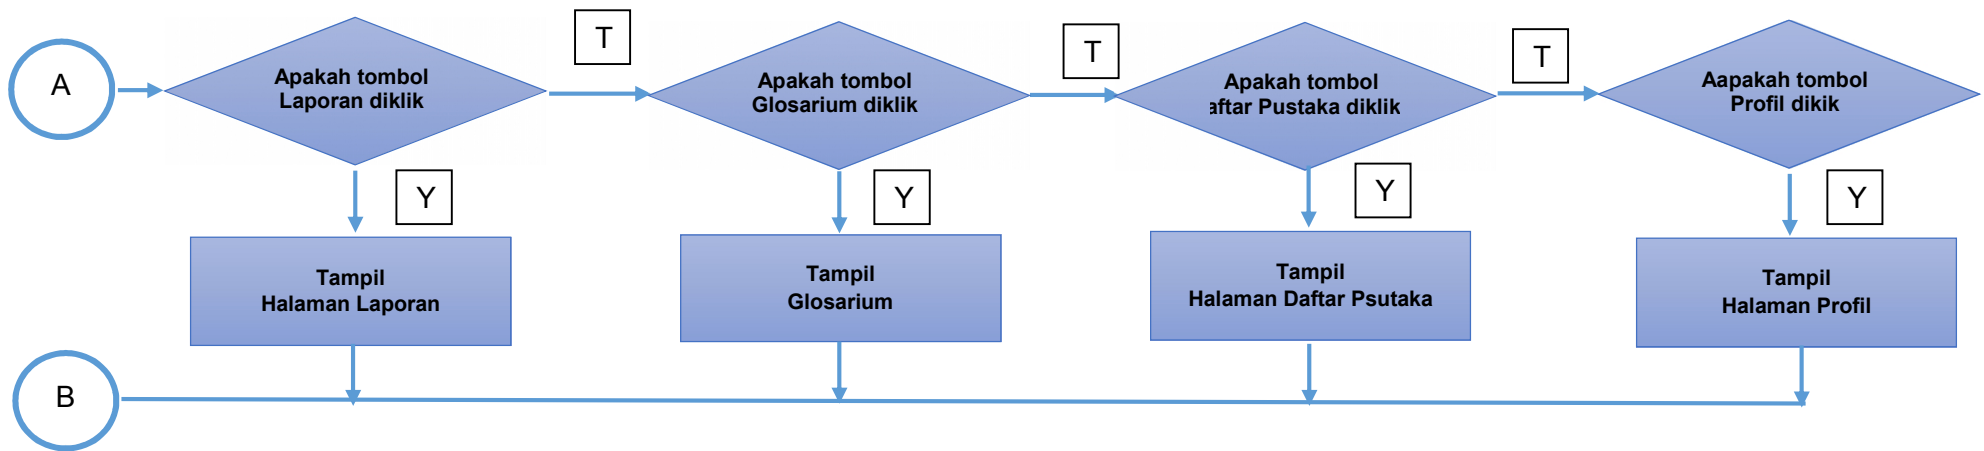 A
Apakah tombol
Laporan diklik
T
Apakah tombol
Glosarium diklik
T
Apakah tombol
aftar Pustaka diklik
T
Aapakah tombol
Profil dikik
Y
Y
Y
Y
Tampil
Halaman Laporan
Tampil
Glosarium
Tampil
Halaman Daftar Psutaka
Tampil
Halaman Profil
B